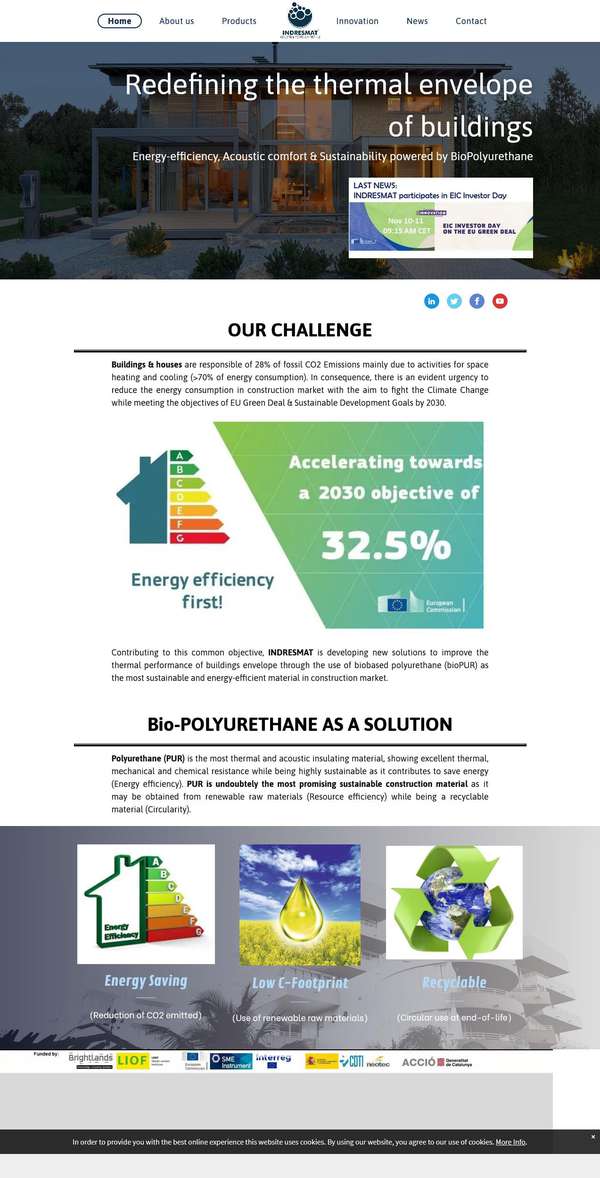 Home
About us
Products
INDRESMAT
Innovation
News
Contact
Redefining the thermal envelope
of buildings
Energy-efficiency, Acoustic comfort & Sustainability powered by BioPolyurethane
LAST NEWS:
INDRESMAT participates in EIC Investor Day
INNOVATION
Nov 10-11
09:15 AM CET
EIC INVESTOR DAY
ON THE EU GREEN DEAL
OUR CHALLENGE
Buildings & houses are responsible of 28% of fossil CO2 Emissions mainly due to activities for space
heating and cooling (>70% of energy consumption). In consequence, there is an evident urgency to
reduce the energy consumption in construction market with the aim to fight the Climate Change
while meeting the objectives of EU Green Deal & Sustainable Development Goals by 2030.
A
B
C
D
E
F
G
Accelerating towards
a 2030 objective of
32.5%
Energy efficiency
first!
European
Commission
Contributing to this common objective, INDRESMAT is developing new solutions to improve the
thermal performance of buildings envelope through the use of biobased polyurethane (bioPUR) as
the most sustainable and energy-efficient material in construction market.
Bio-POLYURETHANE AS A SOLUTION
Polyurethane (PUR) is the most thermal and acoustic insulating material, showing excellent thermal,
mechanical and chemical resistance while being highly sustainable as it contributes to save energy
(Energy efficiency). PUR is undoubtely the most promising sustainable construction material as it
may be obtained from renewable raw materials (Resource efficiency) while being a recyclable
material (Circularity).
A
B
C
D
E
F
G
Energy
Efficiency
Energy Saving
(Reduction of CO2 emitted)
Low C-Footprint
(Use of renewable raw materials)
Recyclable
(Circular use at end-of-life)
Funded by:
Brightlands
LIOF
European
Commission
SME
Instrument
Interreg
CDTI
neotec
ACCIÓ
Generalitat
de Catalunya
In order to provide you with the best online experience this website uses cookies. By using our website, you agree to our use of cookies. More Info.
×